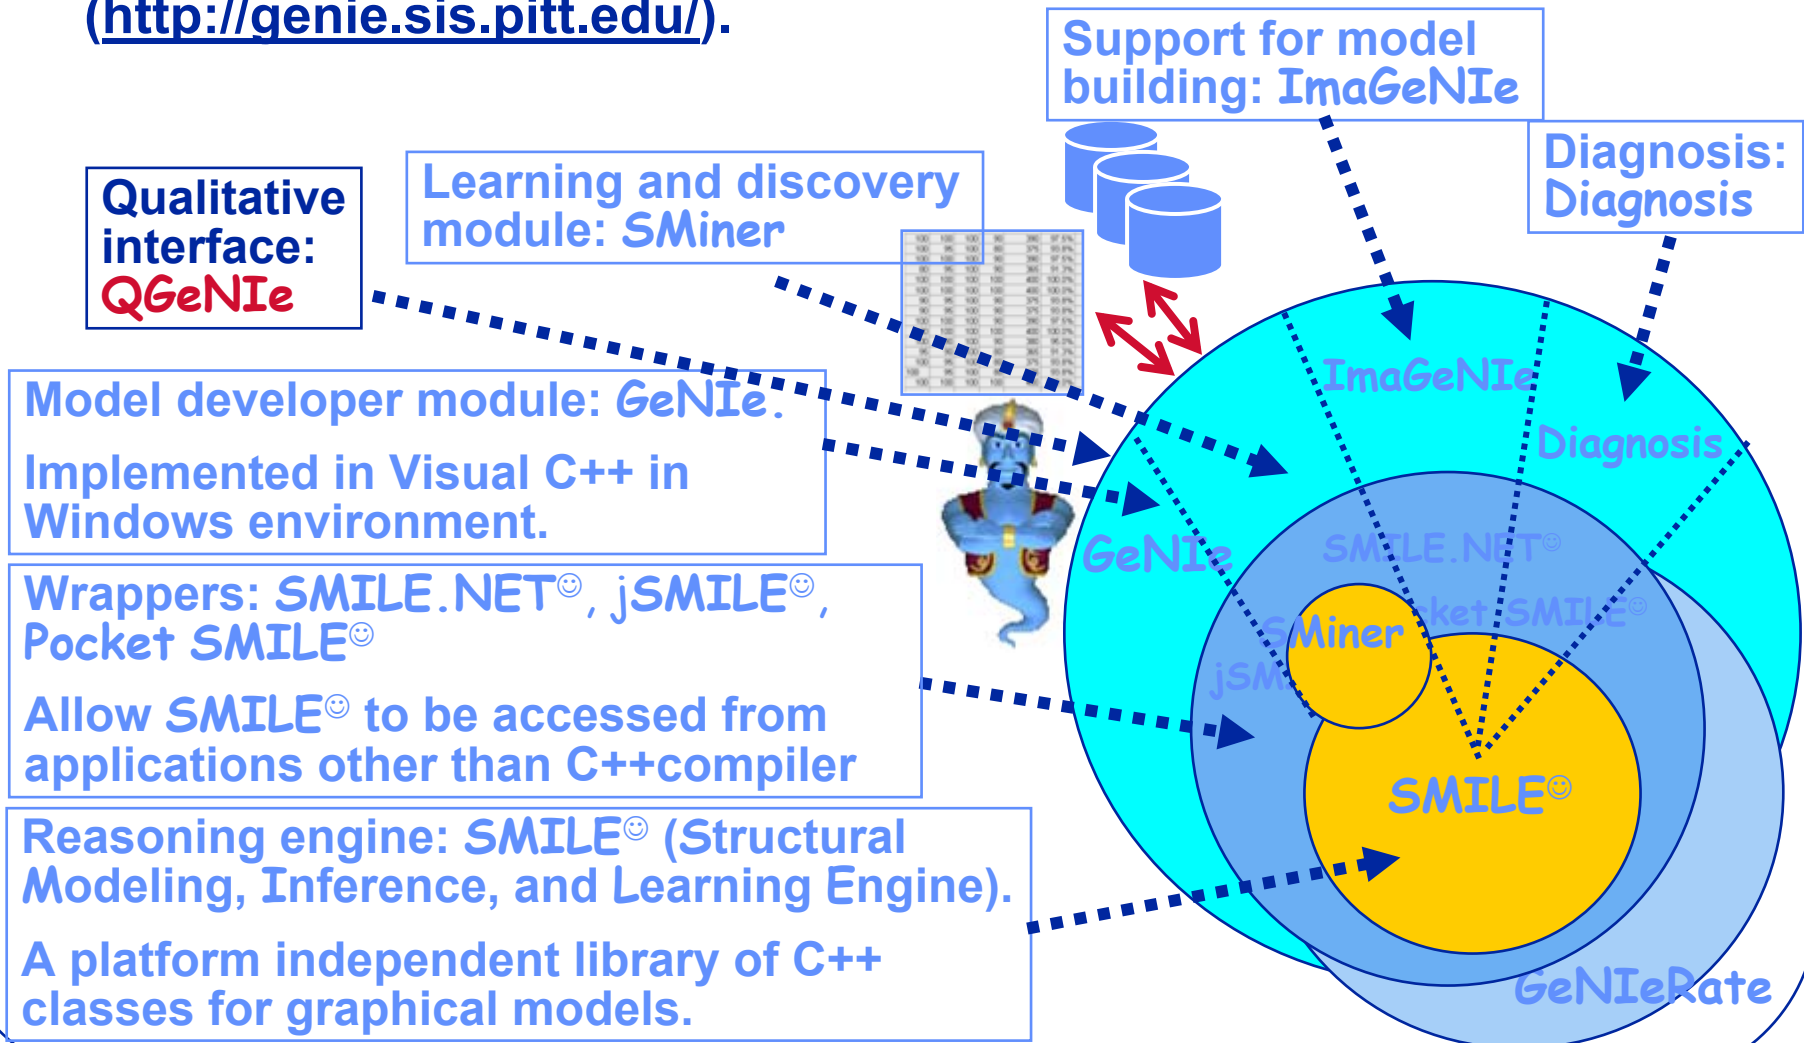 (http://genie.sis.pitt.edu/).
Support for model
building: ImaGeNIe
Diagnosis:
Diagnosis
Learning and discovery
module: SMiner
Qualitative
interface:
QGeNIe
Model developer module: GeNIe.
Implemented in Visual C++ in
Windows environment.
Wrappers: SMILE.NET☺, jSMILE☺,
Pocket SMILE☺
Allow SMILE☺ to be accessed from
applications other than C++compiler
Reasoning engine: SMILE☺ (Structural
Modeling, Inference, and Learning Engine).
A platform independent library of C++
classes for graphical models.
ImaGeNIe
Diagnosis
GeNIe
SMILE.NET☺
SMILE☺
SMiner
SMILE☺
GeNIeRate